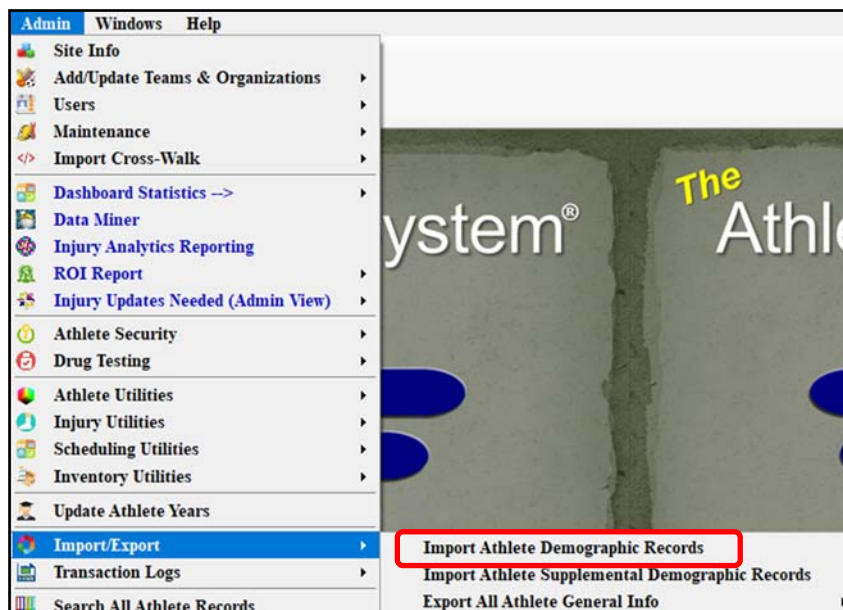 Admin Windows Help
Site Info
Add/Update Teams & Organizations
Users
Maintenance
Import Cross-Walk
Dashboard Statistics -->
Data Miner
Injury Analytics Reporting
ROI Report
Injury Updates Needed (Admin View)
Athlete Security
Drug Testing
Athlete Utilities
Injury Utilities
Scheduling Utilities
Inventory Utilities
Update Athlete Years
Import/Export
Transaction Logs
Search All Athlete Records
Import Athlete Demographic Records
Import Athlete Supplemental Demographic Records
Export All Athlete General Info
ystem®
The
Athl